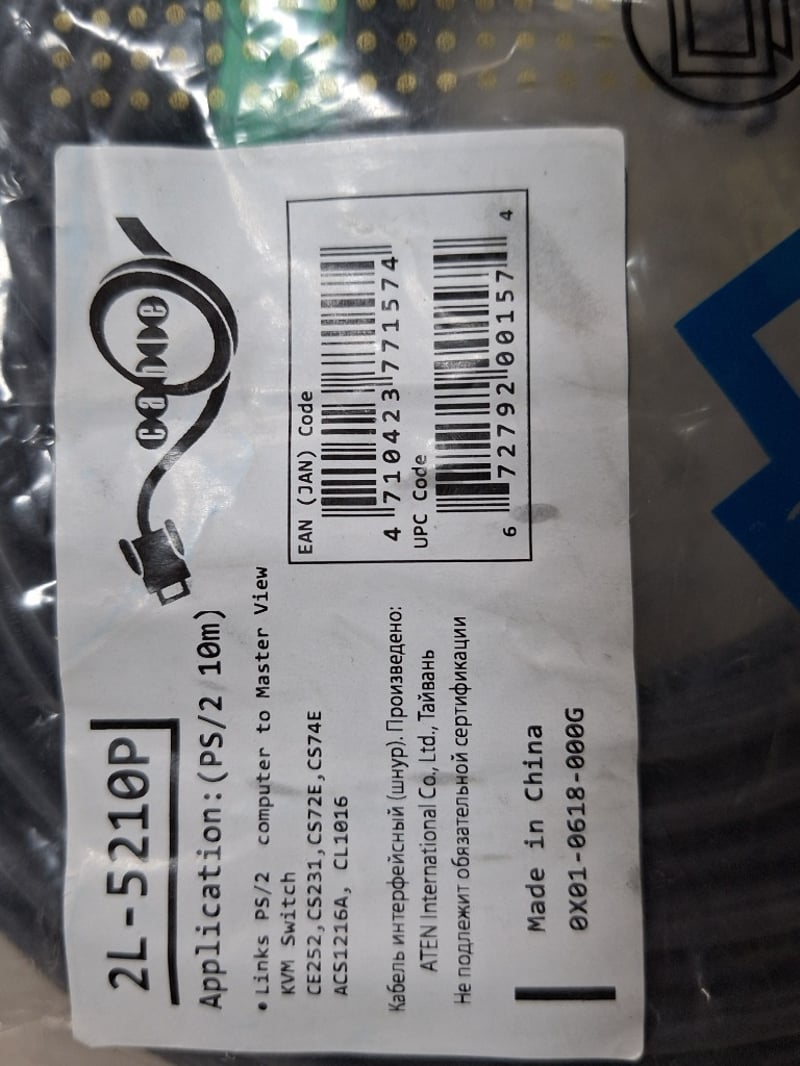 2L-5210P
cable
Application:(PS/2 10m)
• Links PS/2 computer to Master View
KVM Switch
CE252,CS231,CS72E,CS74E
ACS1216A, CL1016
EAN (JAN) Code
4 710423 771574
UPC Code
6 72792 00157 4
Кабель интерфейсный (шнур). Произведено:
ATEN International Co., Ltd., Тайвань
Не подлежит обязательной сертификации
Made in China
0X01-0618-000G